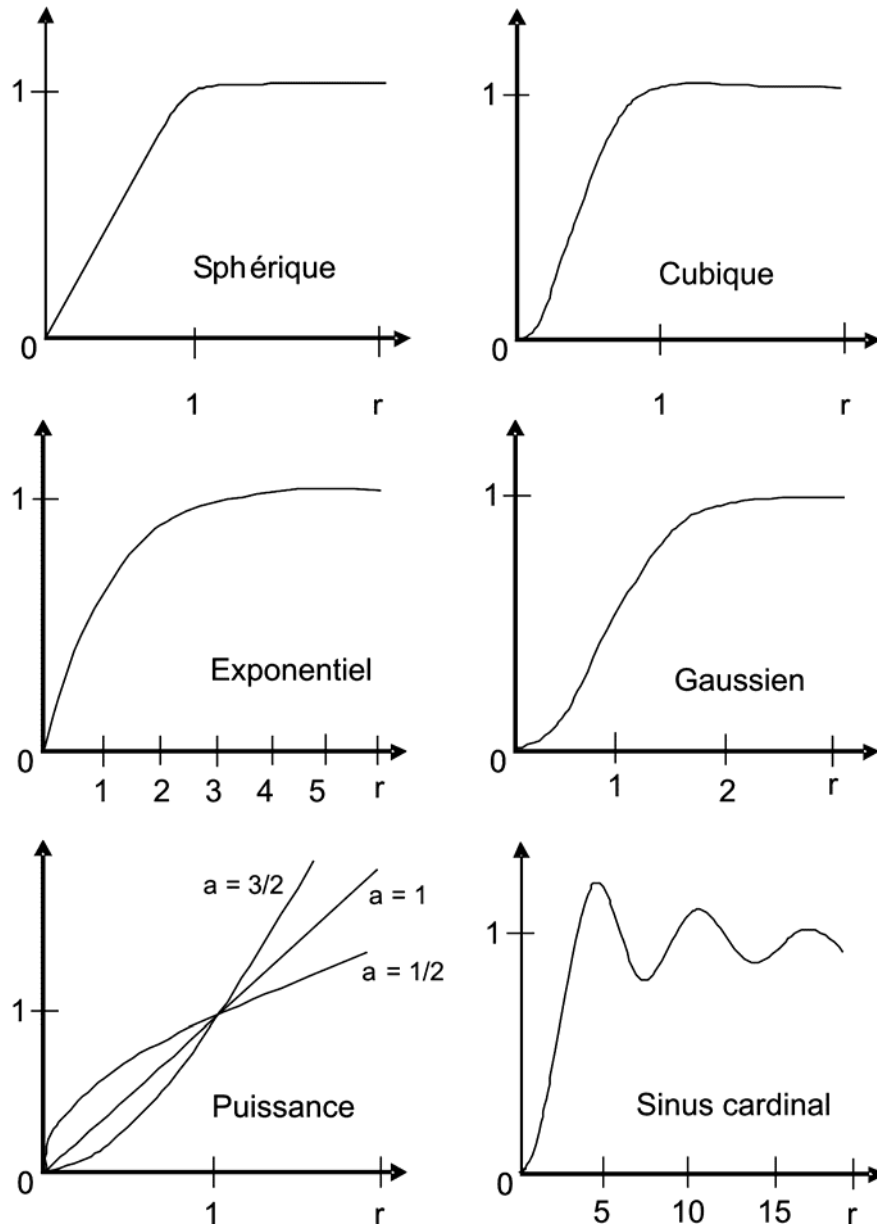 1
Sphérique
0
1 r
1
Cubique
0
1 r
1
Exponentiel
0
1 2 3 4 5 r
1
Gaussien
0
1 2 r
a = 3/2
a = 1
a = 1/2
1
Puissance
0
1 r
1
Sinus cardinal
0
5 10 15 r